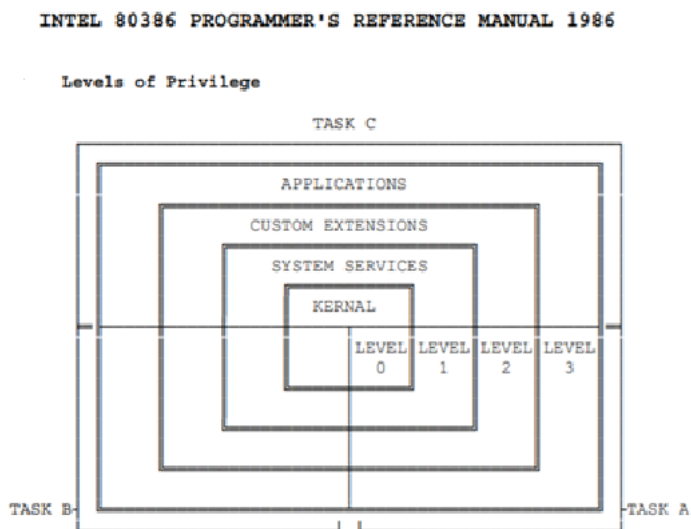 INTEL 80386 PROGRAMMER'S REFERENCE MANUAL 1986
Levels of Privilege
TASK C
APPLICATIONS
CUSTOM EXTENSIONS
SYSTEM SERVICES
KERNAL
LEVEL LEVEL LEVEL LEVEL
0 1 2 3
TASK B TASK A